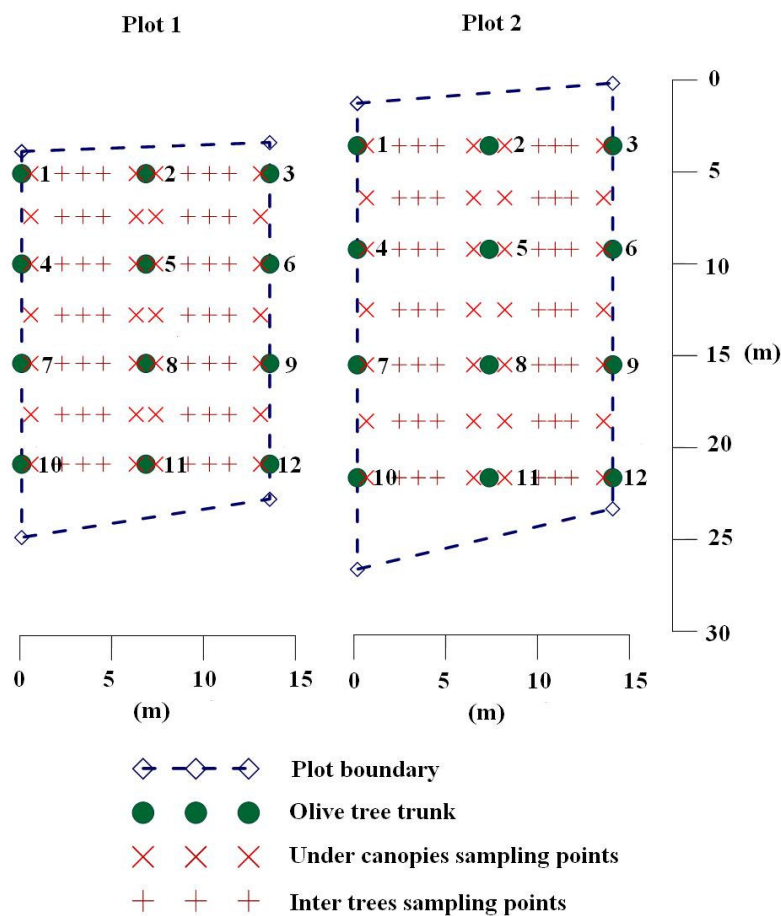 Plot 1
Plot 2
0
5
10
15
20
25
30
(m)
1 2 3
4 5 6
7 8 9
10 11 12
1 2 3
4 5 6
7 8 9
10 11 12
0 5 10 15
(m)
0 5 10 15
(m)
Plot boundary
Olive tree trunk
Under canopies sampling points
Inter trees sampling points